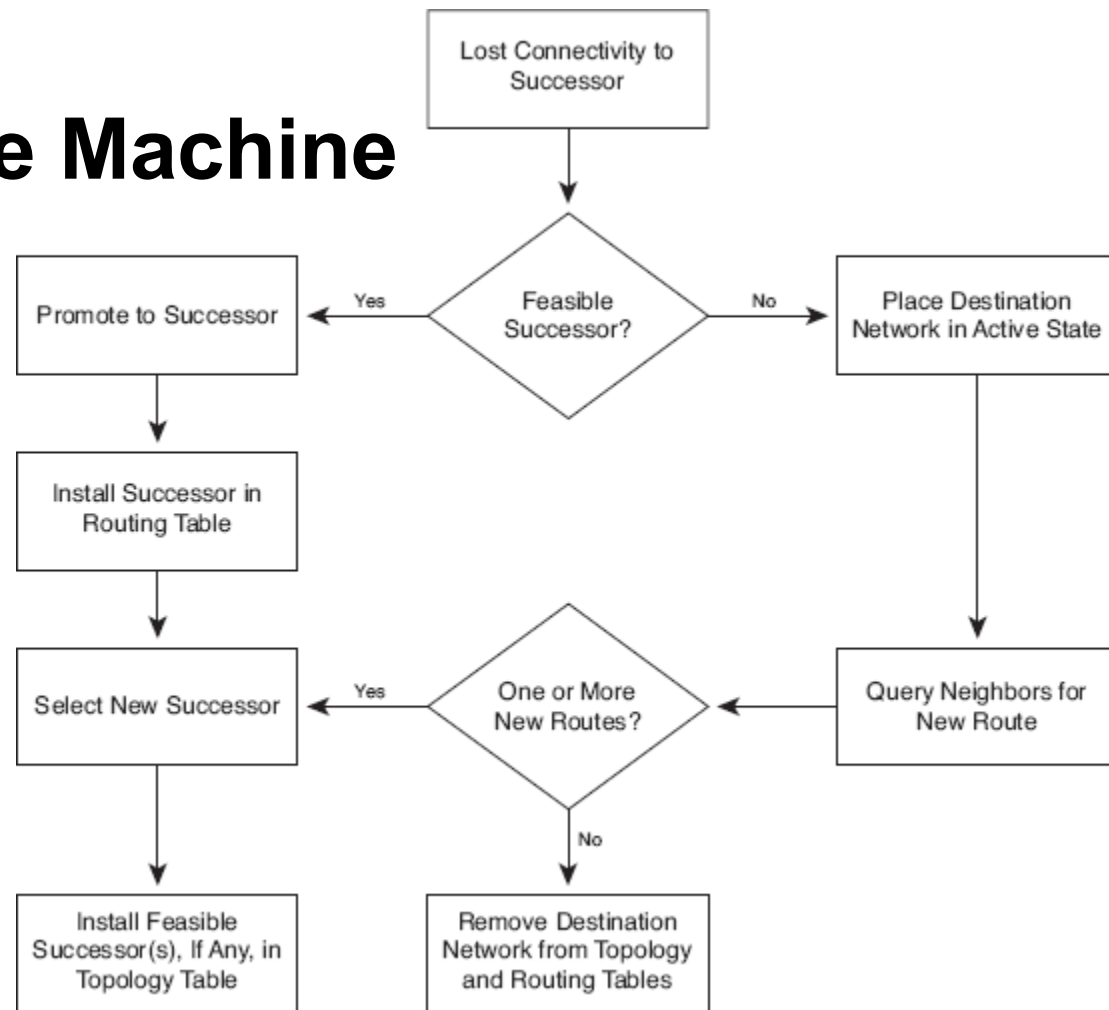 Lost Connectivity to
Successor
e Machine
Promote to Successor
Yes
Feasible
Successor?
No
Place Destination
Network in Active State
Install Successor in
Routing Table
Select New Successor
Yes
One or More
New Routes?
Query Neighbors for
New Route
No
Install Feasible
Successor(s), If Any, in
Topology Table
Remove Destination
Network from Topology
and Routing Tables